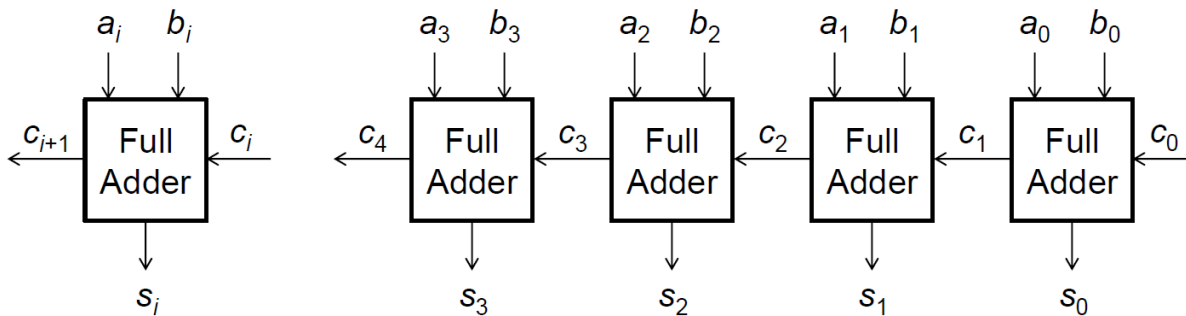 aᵢ bᵢ a₃ b₃ a₂ b₂ a₁ b₁ a₀ b₀
cᵢ₊₁ Full Adder cᵢ c₄ Full Adder c₃ Full Adder c₂ Full Adder c₁ Full Adder c₀
sᵢ s₃ s₂ s₁ s₀